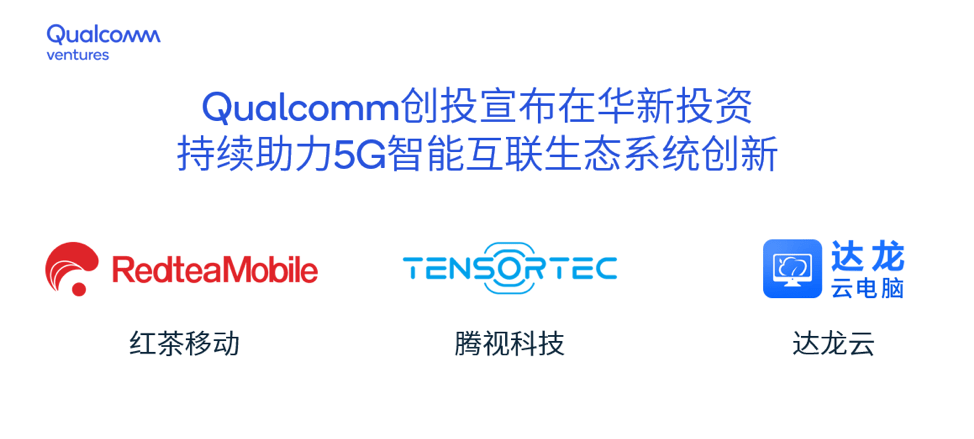 Qualcomm
ventures
Qualcomm创投宣布在华新投资
持续助力5G智能互联生态系统创新
RedteaMobile
TENSORTEC
达龙
云电脑
红茶移动
腾视科技
达龙云